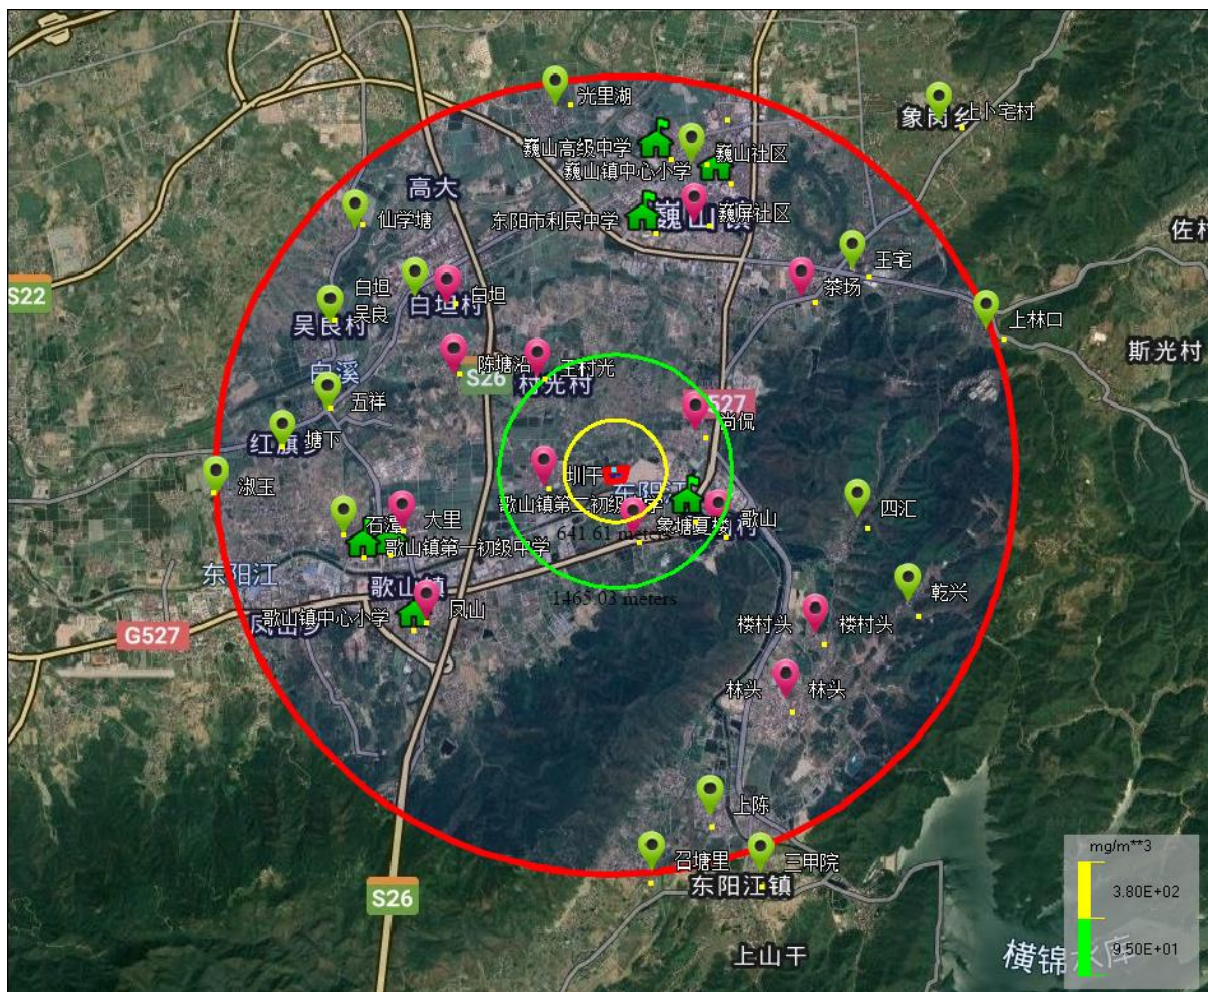 光里湖
象岗乡
上卜宅村
巍山高级中学
巍山社区
巍山镇中心小学
高大
仙学塘
东阳市利民中学
巍屏社区
巍山镇
佐村
王宅
S22
白坦
白坦
茶场
白坦村
吴良
吴良村
上林口
斯光村
陈塘沿
王村光
白溪
S26
村光村
五祥
527
尚侃
塘下
红旗乡
淑玉
圳干
东阳江
歌山镇第二初级中学
四汇
石潭
大里
象塘夏楼
歌山
641.61 meters
歌山镇第一初级中学
东阳江
歌山镇
乾兴
1465.03 meters
凤山
歌山镇中心小学
凤山乡
楼村头
楼村头
G527
林头
林头
上陈
mg/m**3
召塘里
三甲院
东阳江镇
3.80E+02
S26
9.50E+01
上山干
横锦水库